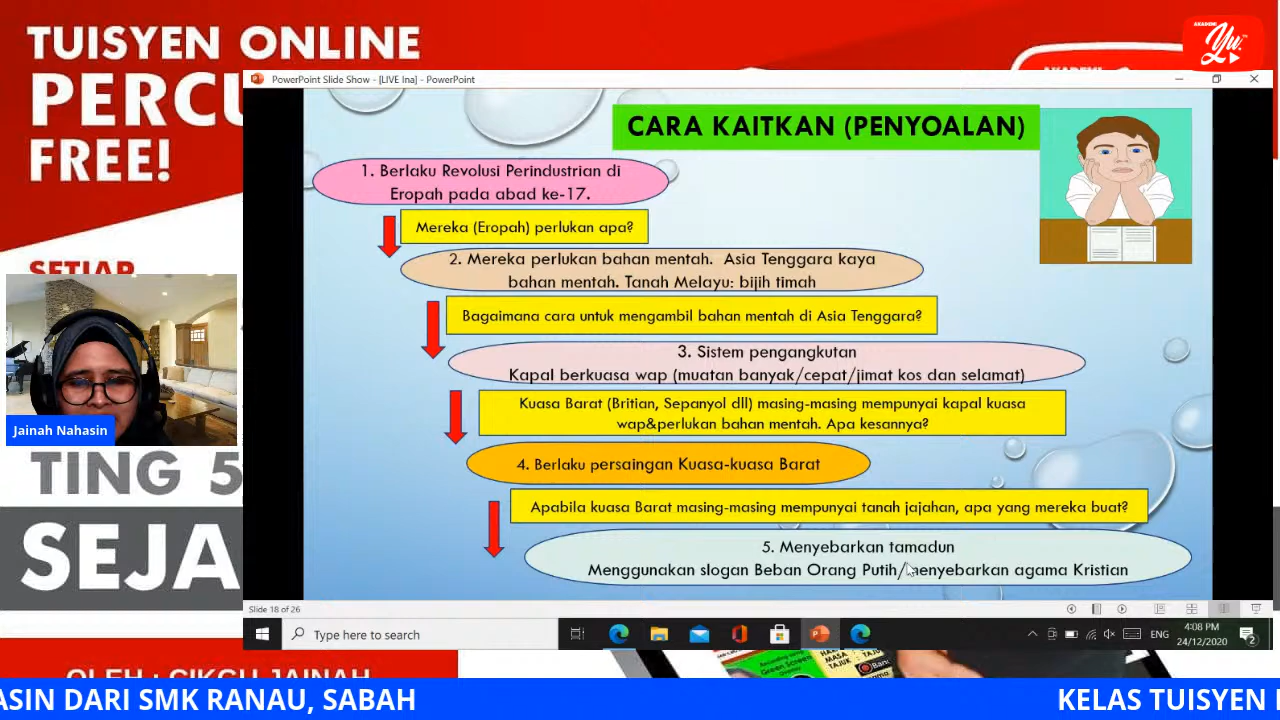 TUISYEN ONLINE
PERCU
FREE!
SETIAP
TING 5
SEJA
OLEH : CIKGU JAINAH
AKADEMI
Yu
PowerPoint Slide Show - [LIVE Ina] - PowerPoint
CARA KAITKAN (PENYOALAN)
1. Berlaku Revolusi Perindustrian di
Eropah pada abad ke-17.
Mereka (Eropah) perlukan apa?
2. Mereka perlukan bahan mentah. Asia Tenggara kaya
bahan mentah. Tanah Melayu: bijih timah
Bagaimana cara untuk mengambil bahan mentah di Asia Tenggara?
3. Sistem pengangkutan
Kapal berkuasa wap (muatan banyak/cepat/jimat kos dan selamat)
Kuasa Barat (Britian, Sepanyol dll) masing-masing mempunyai kapal kuasa
wap&perlukan bahan mentah. Apa kesannya?
4. Berlaku persaingan Kuasa-kuasa Barat
Apabila kuasa Barat masing-masing mempunyai tanah jajahan, apa yang mereka buat?
5. Menyebarkan tamadun
Menggunakan slogan Beban Orang Putih/menyebarkan agama Kristian
Jainah Nahasin
Slide 18 of 26
Type here to search
ENG
4:08 PM
24/12/2020
2
ASIN DARI SMK RANAU, SABAH
KELAS TUISYEN